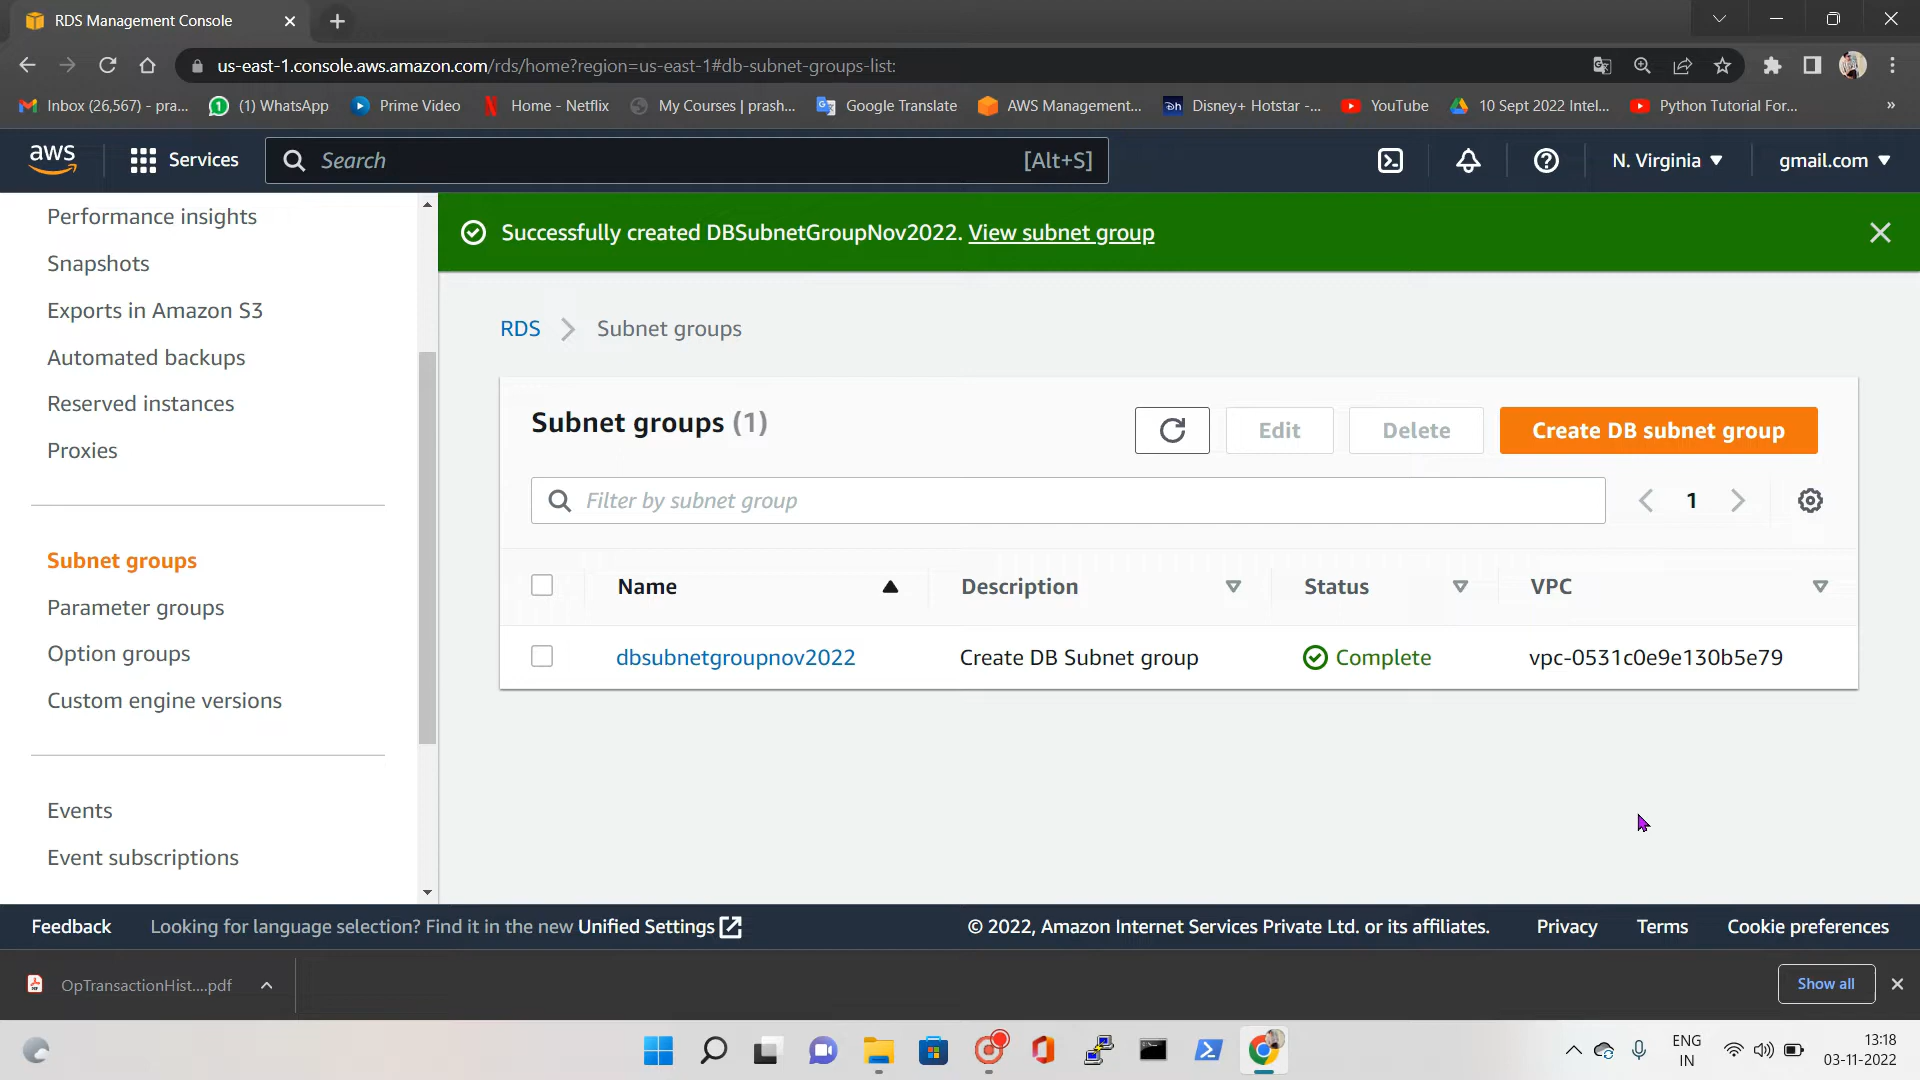 RDS Management Console
us-east-1.console.aws.amazon.com/rds/home?region=us-east-1#db-subnet-groups-list:
Inbox (26,567) - pra...
(1) WhatsApp
Prime Video
Home - Netflix
My Courses | prash...
Google Translate
AWS Management...
Disney+ Hotstar -...
YouTube
10 Sept 2022 Intel...
Python Tutorial For...
»
aws
Services
Search
[Alt+S]
N. Virginia
gmail.com
Performance insights
Snapshots
Exports in Amazon S3
Automated backups
Reserved instances
Proxies
Subnet groups
Parameter groups
Option groups
Custom engine versions
Events
Event subscriptions
Successfully created DBSubnetGroupNov2022. View subnet group
RDS
Subnet groups
Subnet groups (1)
Edit
Delete
Create DB subnet group
Filter by subnet group
1
Name
Description
Status
VPC
dbsubnetgroupnov2022
Create DB Subnet group
Complete
vpc-0531c0e9e130b5e79
Feedback
Looking for language selection? Find it in the new Unified Settings
© 2022, Amazon Internet Services Private Ltd. or its affiliates.
Privacy
Terms
Cookie preferences
OpTransactionHist....pdf
Show all
ENG
IN
13:18
03-11-2022